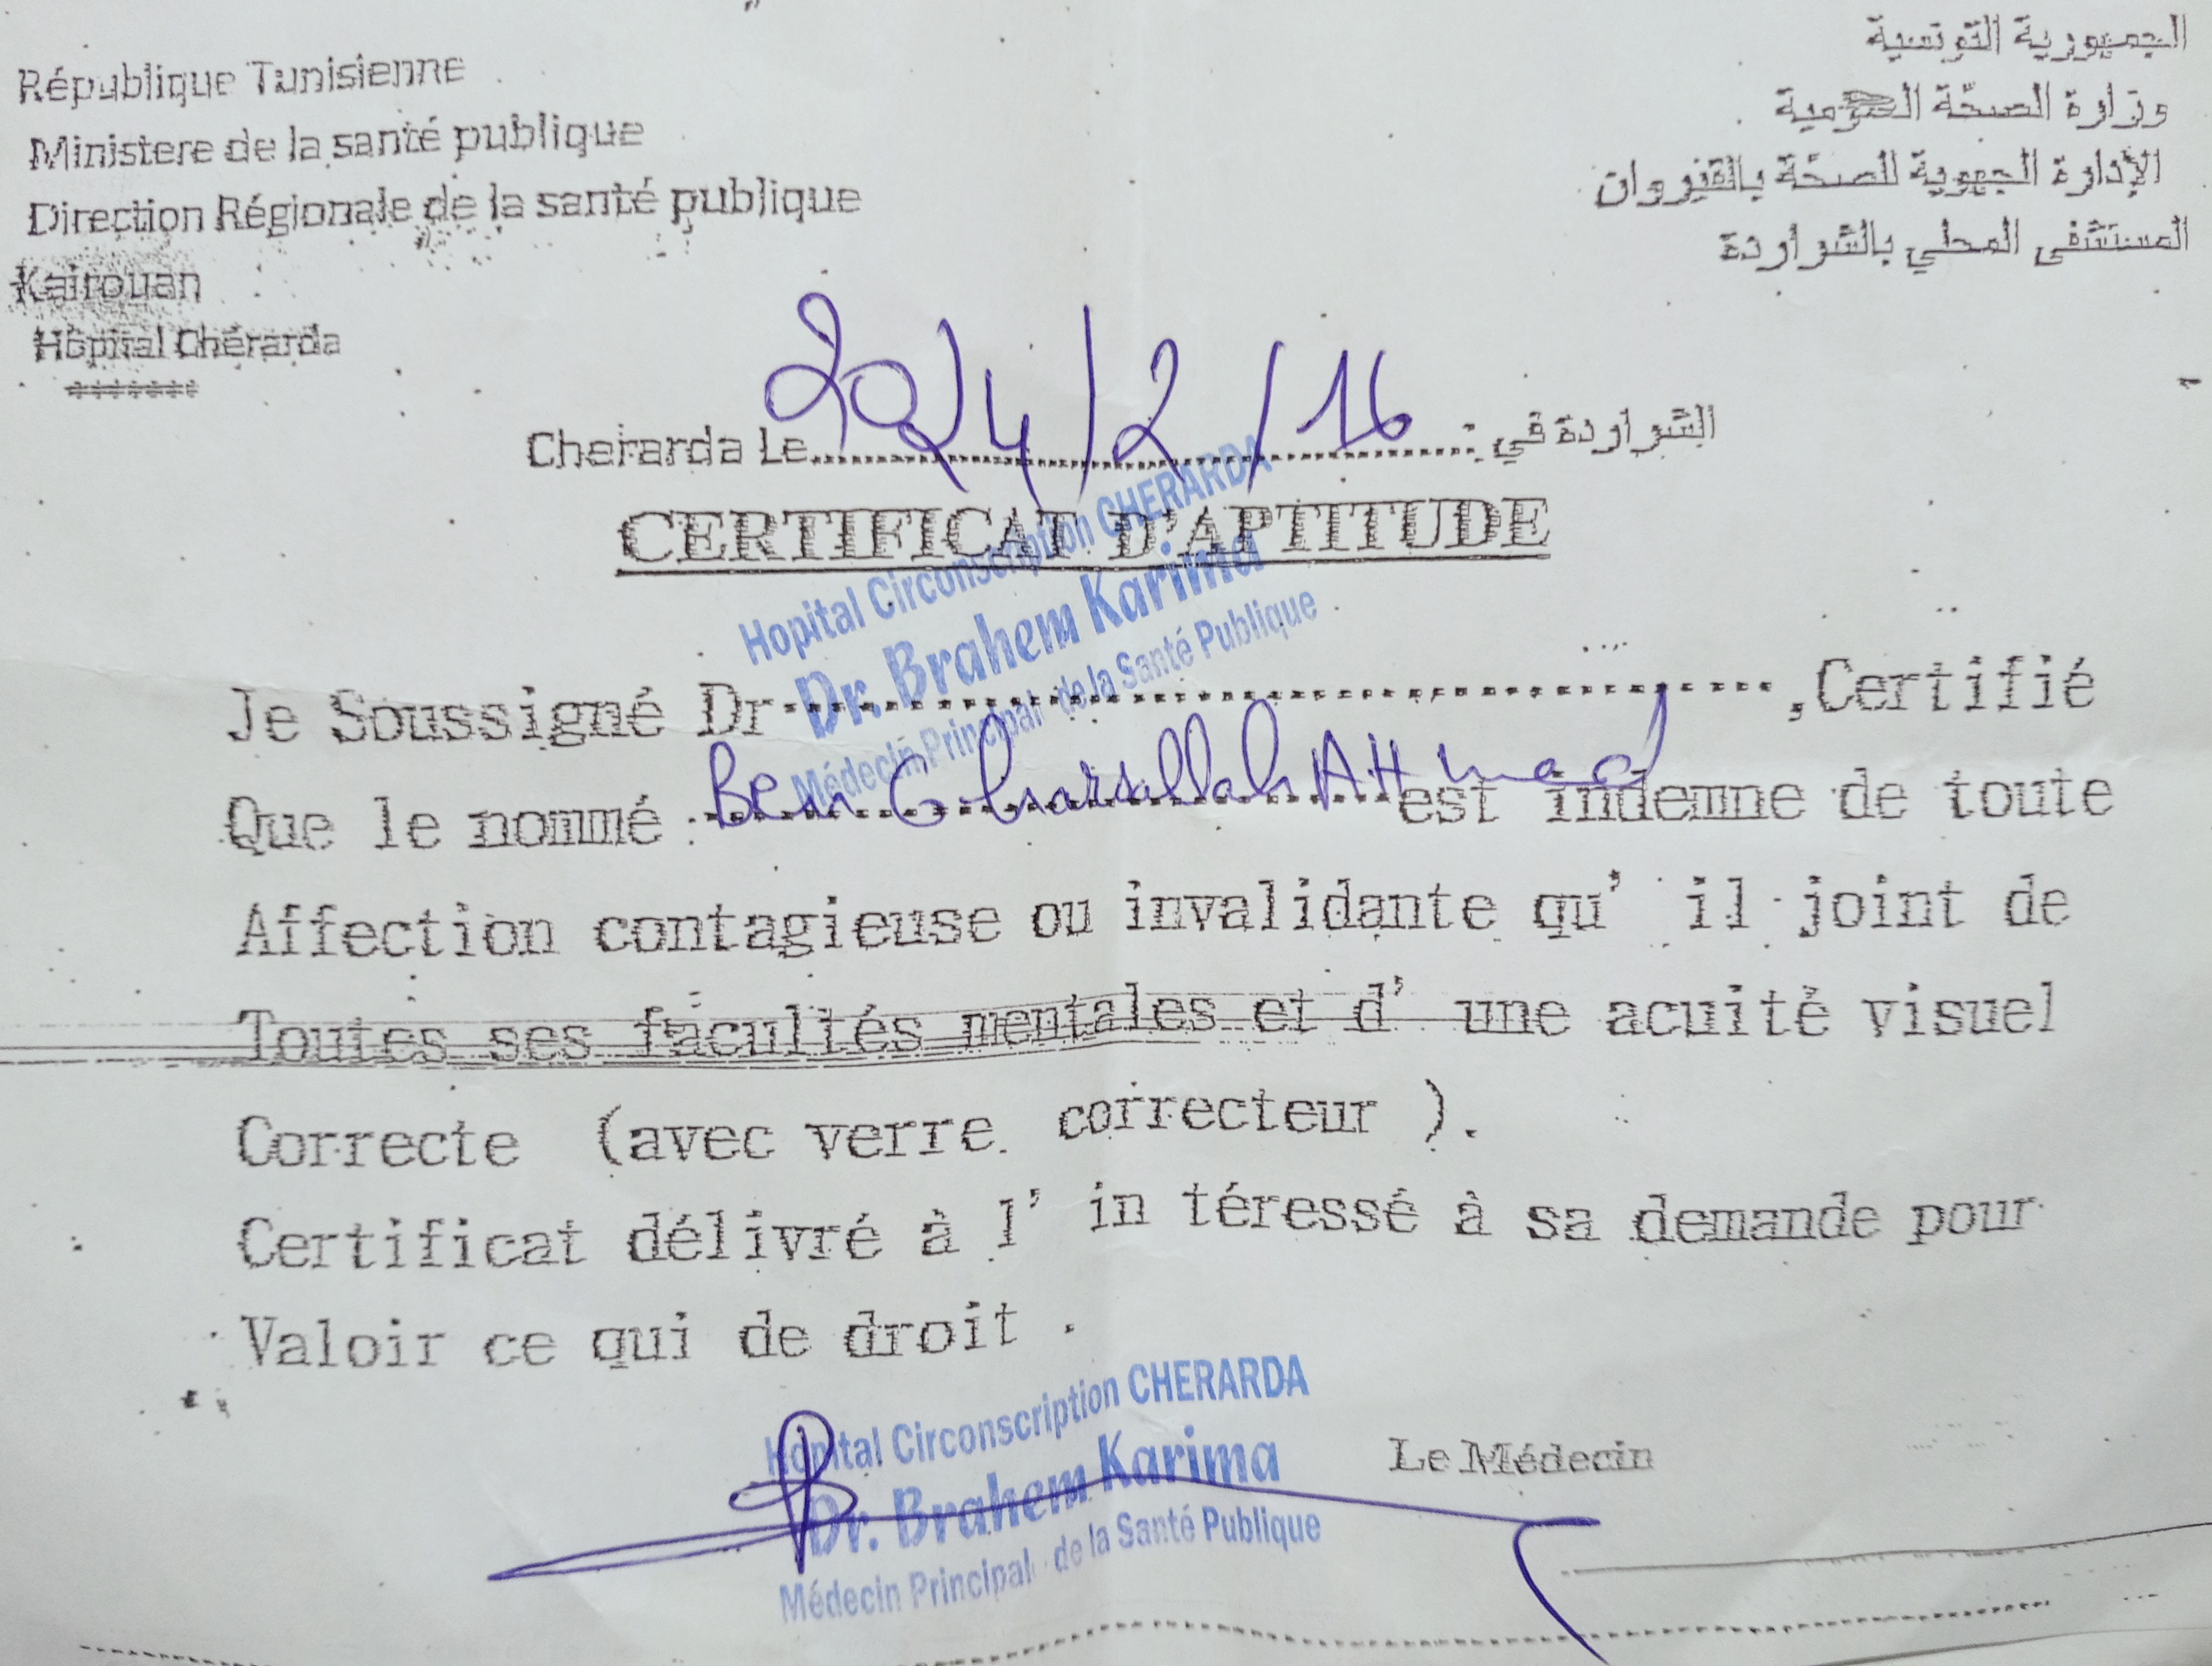 République Tunisienne
Ministere de la santé publique
Direction Régionale de la santé publique
Kairouan
Hôpital Chérarda
الجمهورية التونسية
وزارة الصحّة العمومية
الإدارة الجهوية للصحّة بالقيروان
المستشفى المحلي بالشراردة
Cherarda Le 2024/2/16 الشراردة في :
CERTIFICAT D'APTITUDE
Hopital Circonscription CHERARDA
Dr. Brahem Karima
Médecin Principal de la Santé Publique
Je Soussigné Dr ,Certifié
Que le nommé : Ben Gharsallah AHmed est indemne de toute
Affection contagieuse ou invalidante qu' il joint de
Toutes ses facullés mentales et d' une acuité visuel
Correcte (avec verre correcteur ).
Certificat délivré à l' in téressé à sa demande pour
Valoir ce qui de droit .
Hopital Circonscription CHERARDA
Dr. Brahem Karima
Médecin Principal de la Santé Publique
Le Médecin